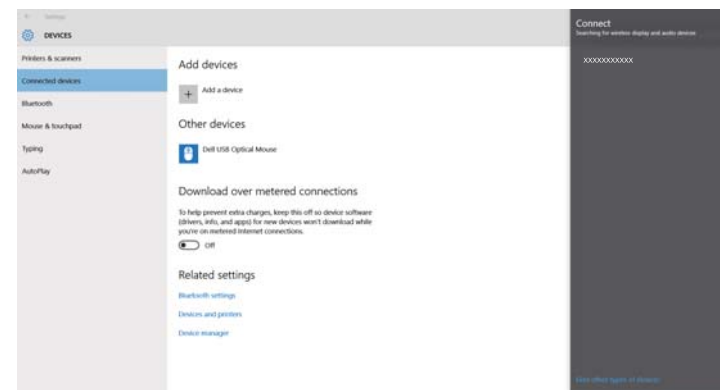 Settings
DEVICES
Printers & scanners
Connected devices
Bluetooth
Mouse & touchpad
Typing
AutoPlay
Add devices
Add a device
Other devices
Dell USB Optical Mouse
Download over metered connections
To help prevent extra charges, keep this off so device software
(drivers, info, and apps) for new devices won't download while
you're on metered Internet connections.
Off
Related settings
Bluetooth settings
Devices and printers
Device manager
Connect
Searching for wireless display and audio devices
xxxxxxxxxxx
Find other types of devices